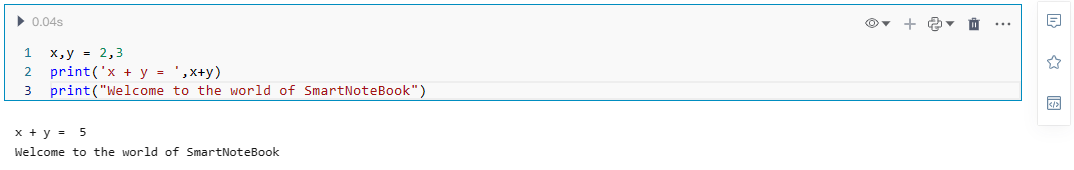 0.04s
1 x,y = 2,3
2 print('x + y = ',x+y)
3 print("Welcome to the world of SmartNoteBook")
x + y =  5
Welcome to the world of SmartNoteBook